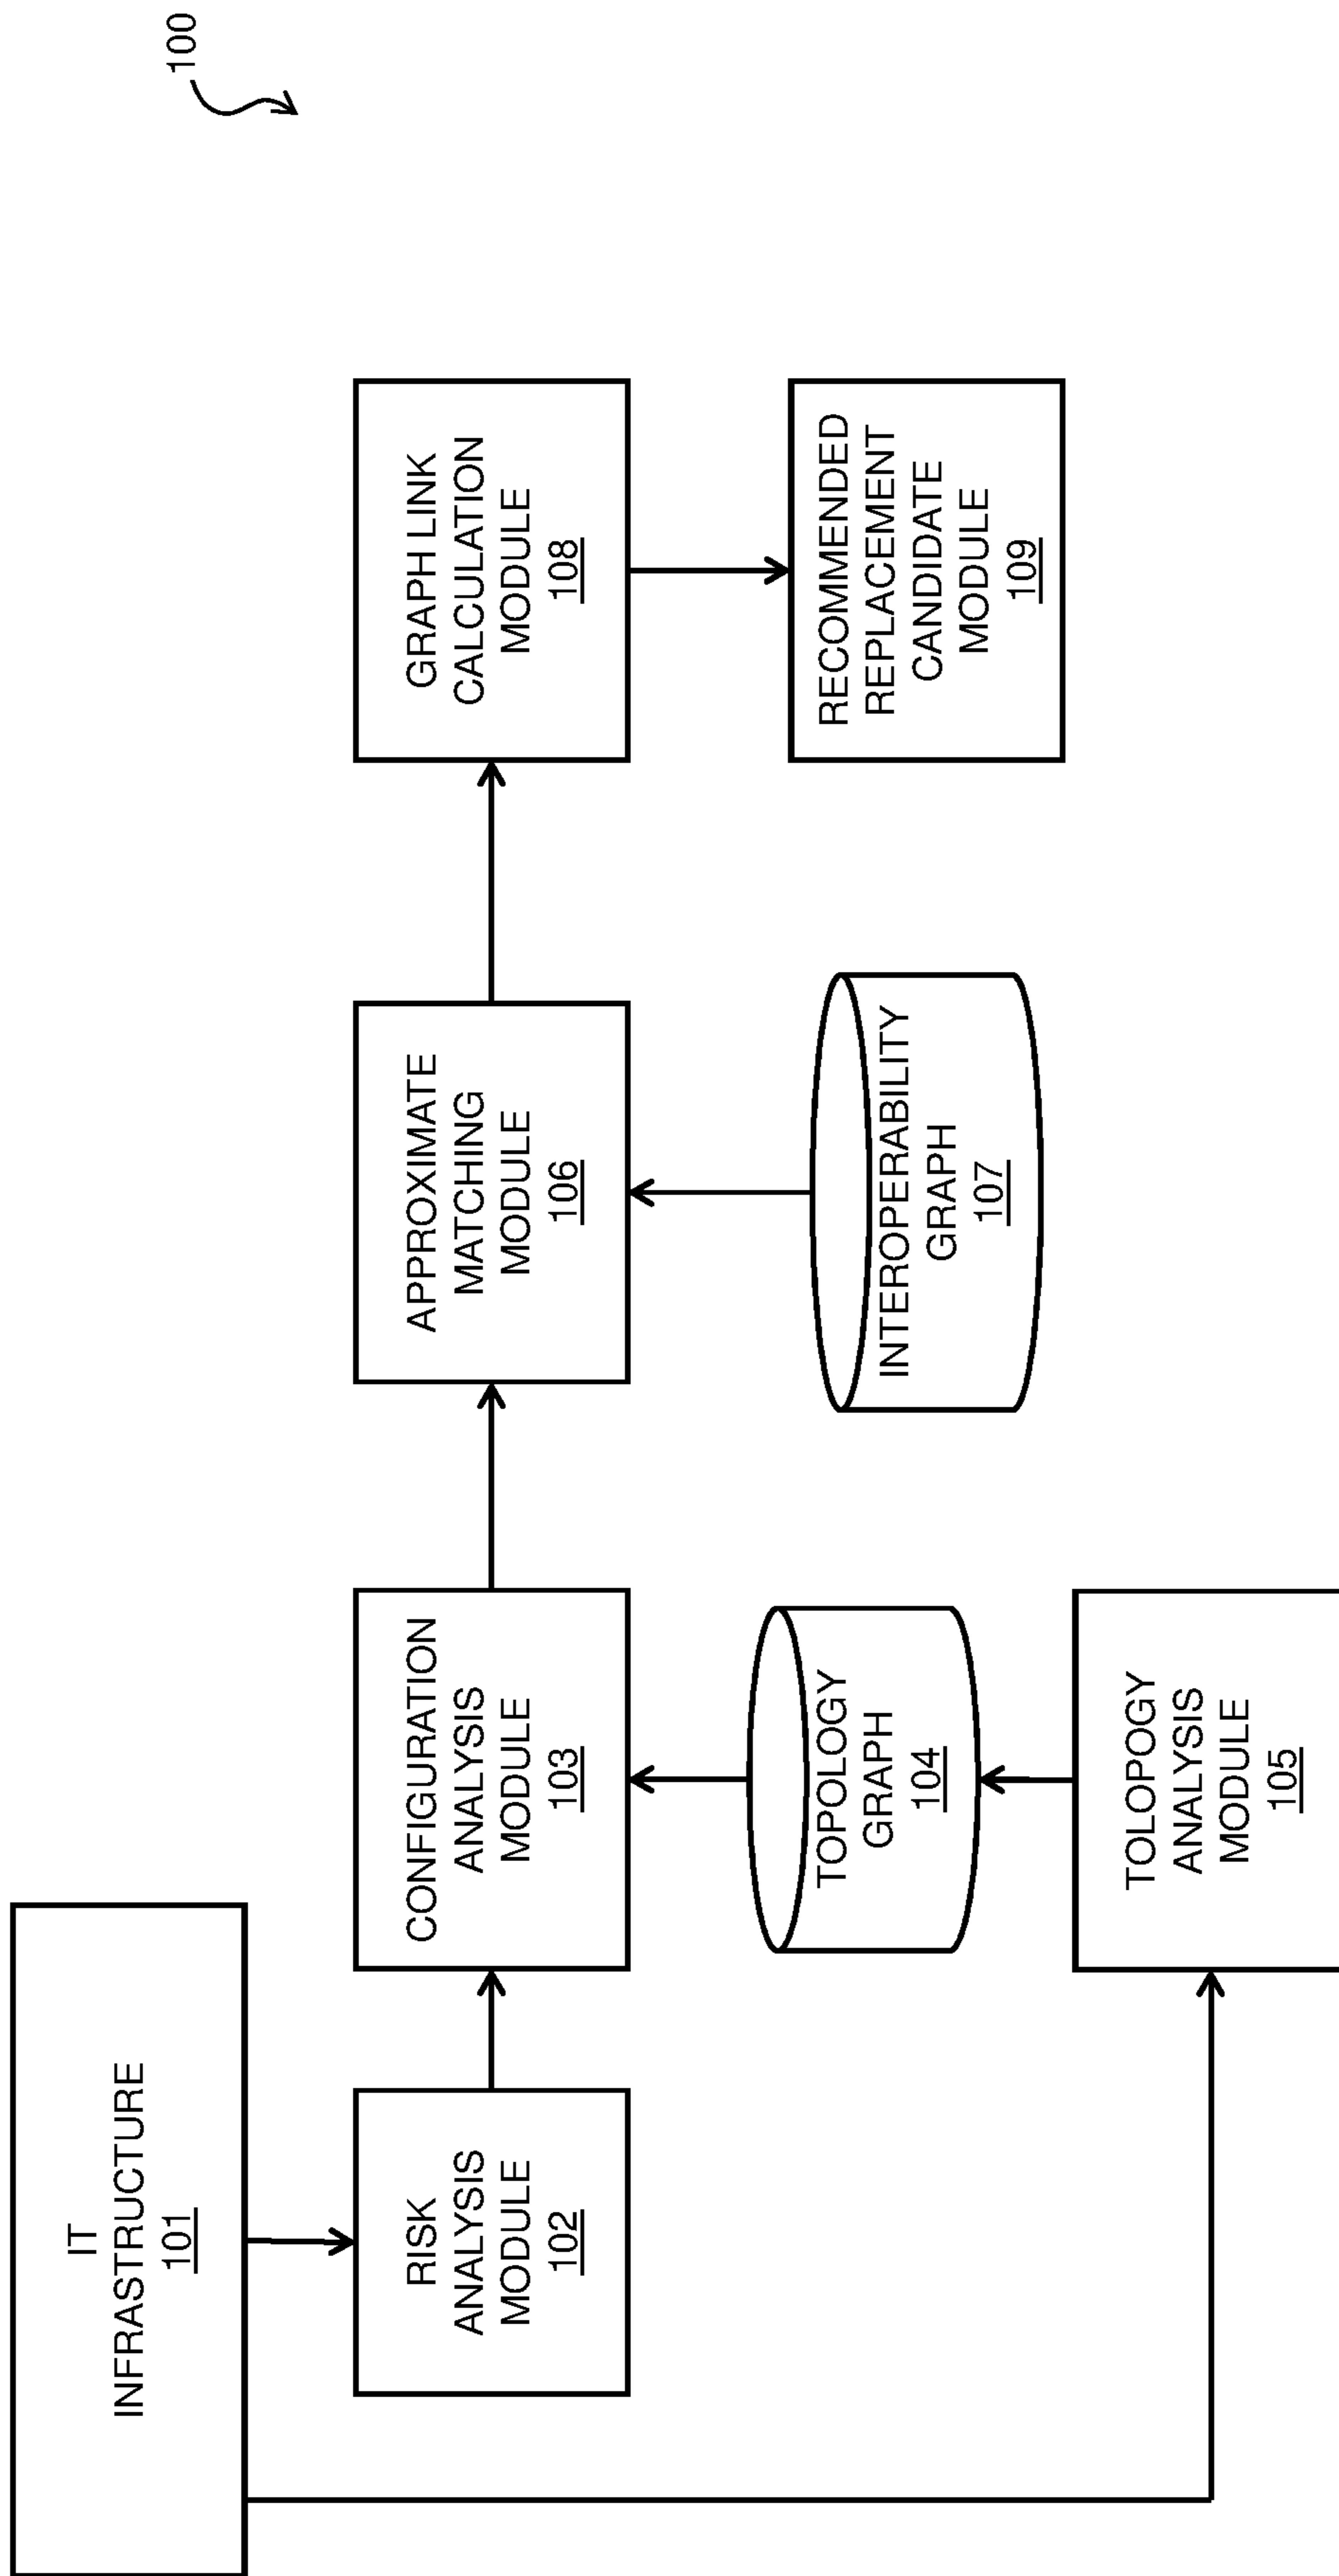 100
IT
INFRASTRUCTURE
101
RISK
ANALYSIS
MODULE
102
CONFIGURATION
ANALYSIS
MODULE
103
APPROXIMATE
MATCHING
MODULE
106
GRAPH LINK
CALCULATION
MODULE
108
TOPOLOGY
GRAPH
104
INTEROPERABILITY
GRAPH
107
RECOMMENDED
REPLACEMENT
CANDIDATE
MODULE
109
TOLOPOGY
ANALYSIS
MODULE
105